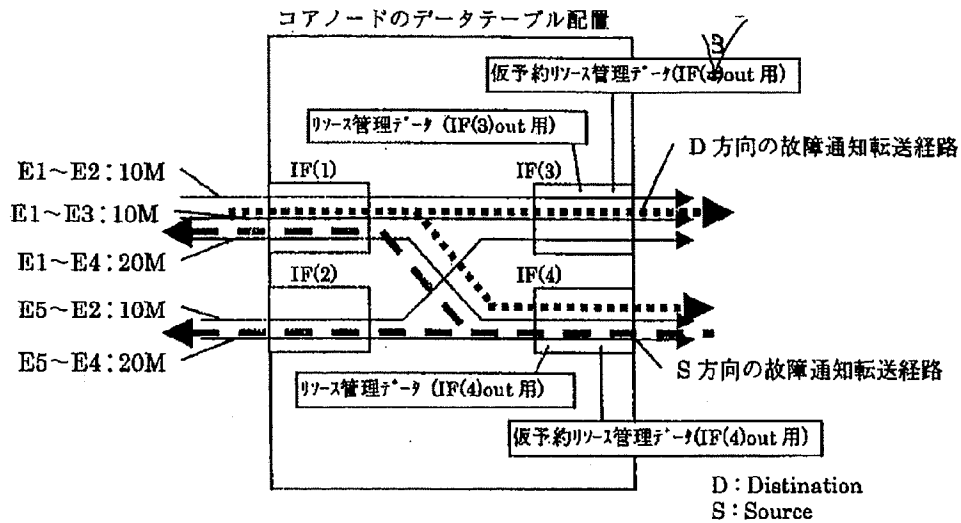 コアノードのデータテーブル配置
仮予約リソース管理データ(IF( )out 用)
3
リソース管理データ (IF(3)out 用)
D 方向の故障通知転送経路
E1～E2:10M
IF(1)
IF(3)
E1～E3:10M
E1～E4:20M
IF(2)
IF(4)
E5～E2:10M
E5～E4:20M
S 方向の故障通知転送経路
リソース管理データ (IF(4)out 用)
仮予約リソース管理データ(IF(4)out 用)
D : Distination
S : Source